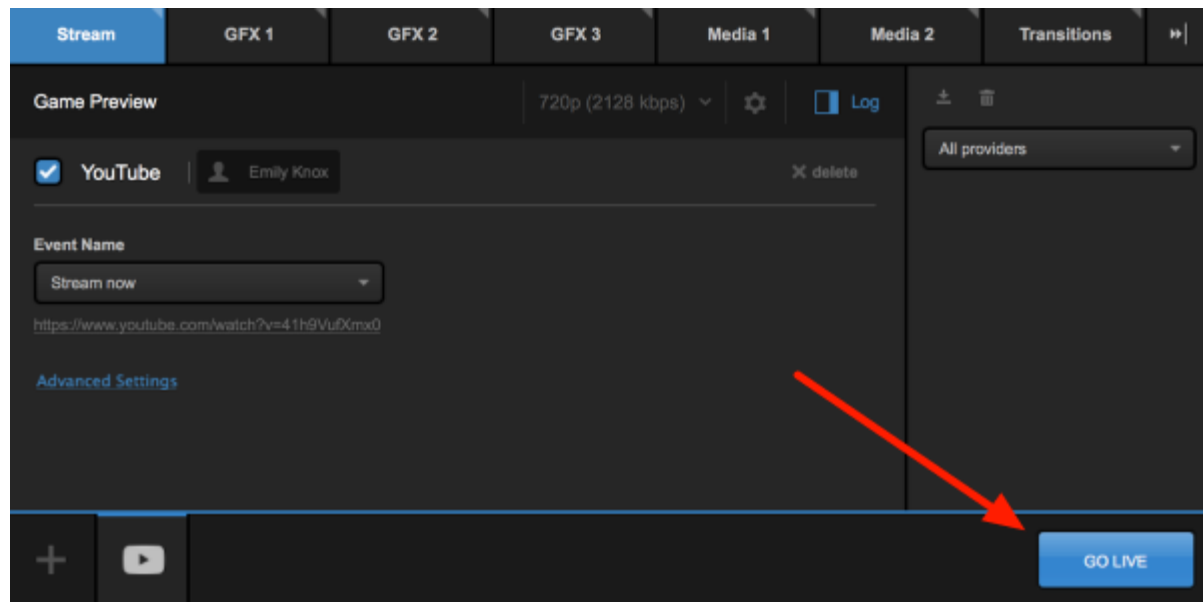 Stream GFX 1 GFX 2 GFX 3 Media 1 Media 2 Transitions
Game Preview 720p (2128 kbps) Log
All providers
YouTube Emily Knox delete
Event Name
Stream now
https://www.youtube.com/watch?v=41h9VufXmx0
Advanced Settings
GO LIVE